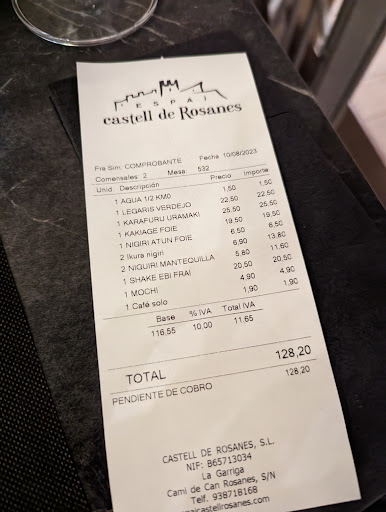 ESPAI
castell de Rosanes
Fra Sim. COMPROBANTE Fecha 10/08/2023
Comensales 2 Mesa 532
Unid. Descripción Precio Importe
1 AGUA 1/2 KM0 1,50 1,50
1 LEGARIS VERDEJO 22,50 22,50
1 KARAFURU URAMAKI 25,50 25,50
1 KAKIAGE FOIE 19,50 19,50
1 NIGIRI ATUN FOIE 6,50 6,50
2 Ikura nigiri 6,90 13,80
2 NIGUIRI MANTEQUILLA 5,80 11,60
1 SHAKE EBI FRAI 20,50 20,50
1 MOCHI 4,90 4,90
1 Café solo 1,90 1,90
Base % IVA Total IVA
116,55 10,00 11,65
TOTAL 128,20
PENDIENTE DE COBRO 128,20
CASTELL DE ROSANES, S.L.
NIF: B65713034
La Garriga
Cami de Can Rosanes, S/N
Telf. 938718168